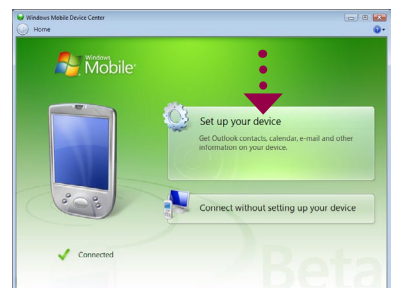 Windows Mobile Device Center
Home
Windows
Mobile
Set up your device
Get Outlook contacts, calendar, e-mail and other
information on your device.
Connect without setting up your device
Connected
Beta